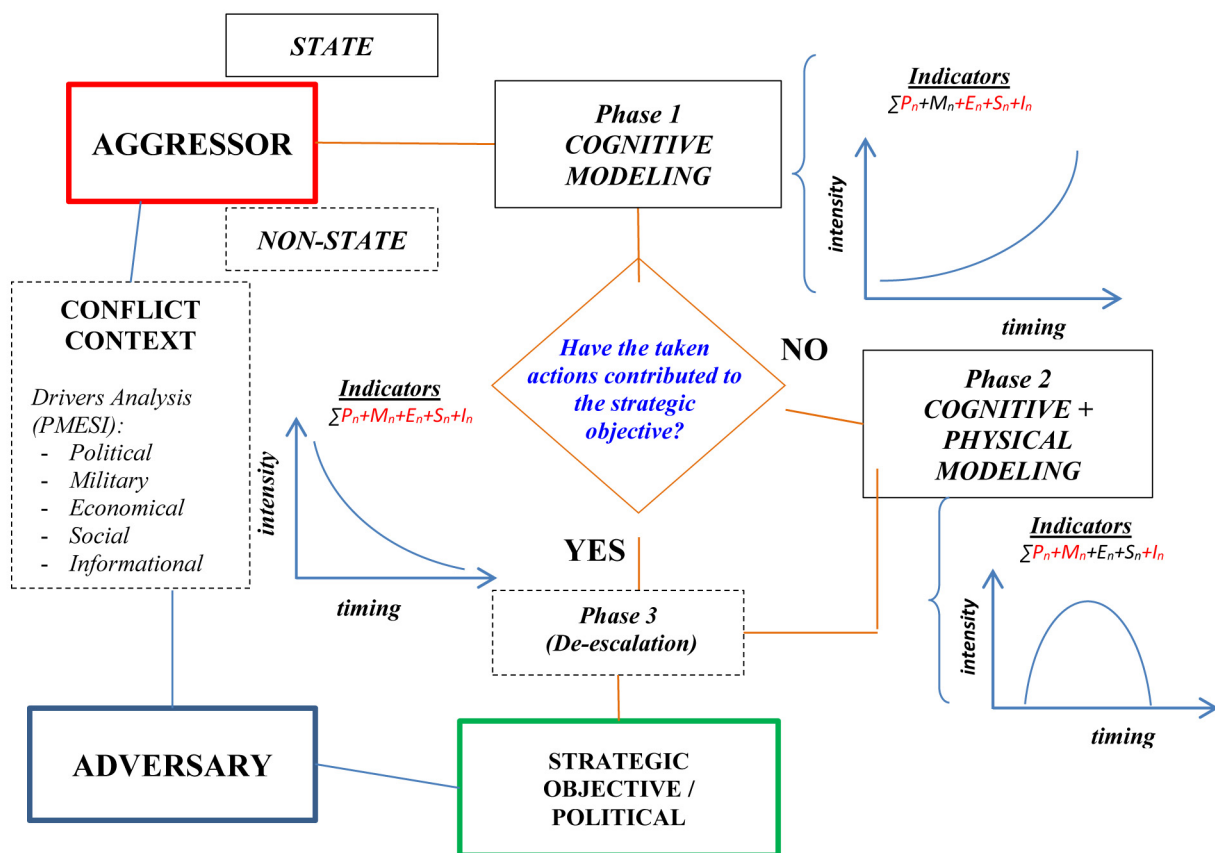 STATE
AGGRESSOR
NON-STATE
Phase 1
COGNITIVE
MODELING
Indicators
∑Pn+Mn+En+Sn+In
intensity
timing
CONFLICT
CONTEXT
Drivers Analysis
(PMESI):
- Political
- Military
- Economical
- Social
- Informational
Have the taken
actions contributed to
the strategic
objective?
NO
YES
Phase 2
COGNITIVE +
PHYSICAL
MODELING
Indicators
∑Pn+Mn+En+Sn+In
intensity
timing
Indicators
∑Pn+Mn+En+Sn+In
intensity
timing
Phase 3
(De-escalation)
ADVERSARY
STRATEGIC
OBJECTIVE /
POLITICAL